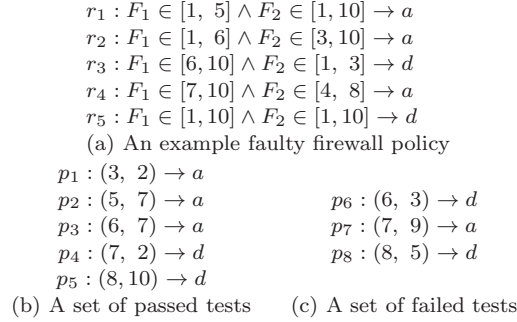 r1 : F1 ∈ [1, 5] ∧ F2 ∈ [1, 10] → a
r2 : F1 ∈ [1, 6] ∧ F2 ∈ [3, 10] → a
r3 : F1 ∈ [6, 10] ∧ F2 ∈ [1, 3] → d
r4 : F1 ∈ [7, 10] ∧ F2 ∈ [4, 8] → a
r5 : F1 ∈ [1, 10] ∧ F2 ∈ [1, 10] → d
(a) An example faulty firewall policy
p1 : (3, 2) → a
p2 : (5, 7) → a p6 : (6, 3) → d
p3 : (6, 7) → a p7 : (7, 9) → a
p4 : (7, 2) → d p8 : (8, 5) → d
p5 : (8, 10) → d
(b) A set of passed tests (c) A set of failed tests